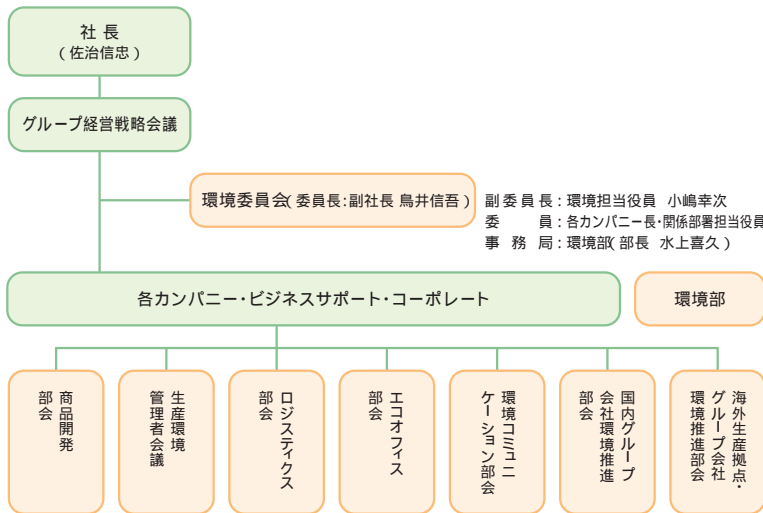 社長
(佐治信忠)
グループ経営戦略会議
環境委員会(委員長:副社長 鳥井信吾)
副委員長:環境担当役員 小嶋幸次
委員:各カンパニー長・関係部署担当役員
事務局:環境部(部長 水上喜久)
各カンパニー・ビジネスサポート・コーポレート
環境部
商品開発
部会
生産環境
管理者会議
ロジスティクス
部会
エコオフィス
部会
環境コミュニ
ケーション部会
国内グループ
会社環境推進
部会
海外生産拠点・
グループ会社
環境推進部会